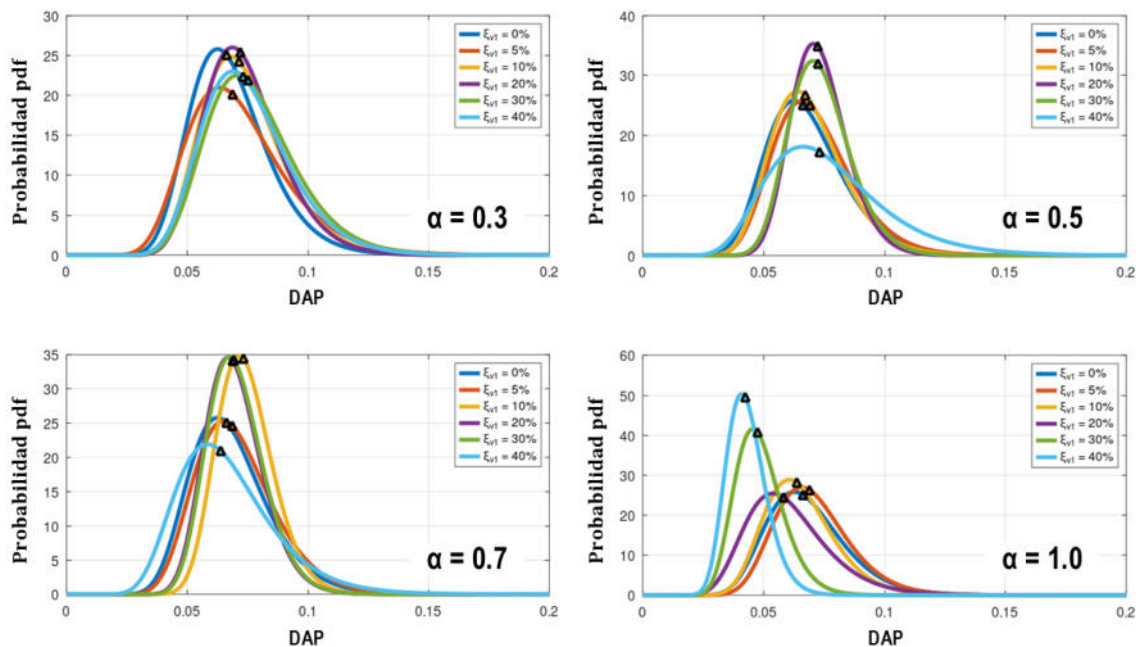 30
25
20
15
10
5
0
Probabilidad pdf
ξᵥ₁ = 0%
ξᵥ₁ = 5%
ξᵥ₁ = 10%
ξᵥ₁ = 20%
ξᵥ₁ = 30%
ξᵥ₁ = 40%
α = 0.3
0 0.05 0.1 0.15 0.2
DAP
40
30
20
10
0
Probabilidad pdf
ξᵥ₁ = 0%
ξᵥ₁ = 5%
ξᵥ₁ = 10%
ξᵥ₁ = 20%
ξᵥ₁ = 30%
ξᵥ₁ = 40%
α = 0.5
0 0.05 0.1 0.15 0.2
DAP
35
30
25
20
15
10
5
0
Probabilidad pdf
ξᵥ₁ = 0%
ξᵥ₁ = 5%
ξᵥ₁ = 10%
ξᵥ₁ = 20%
ξᵥ₁ = 30%
ξᵥ₁ = 40%
α = 0.7
0 0.05 0.1 0.15 0.2
DAP
60
50
40
30
20
10
0
Probabilidad pdf
ξᵥ₁ = 0%
ξᵥ₁ = 5%
ξᵥ₁ = 10%
ξᵥ₁ = 20%
ξᵥ₁ = 30%
ξᵥ₁ = 40%
α = 1.0
0 0.05 0.1 0.15 0.2
DAP